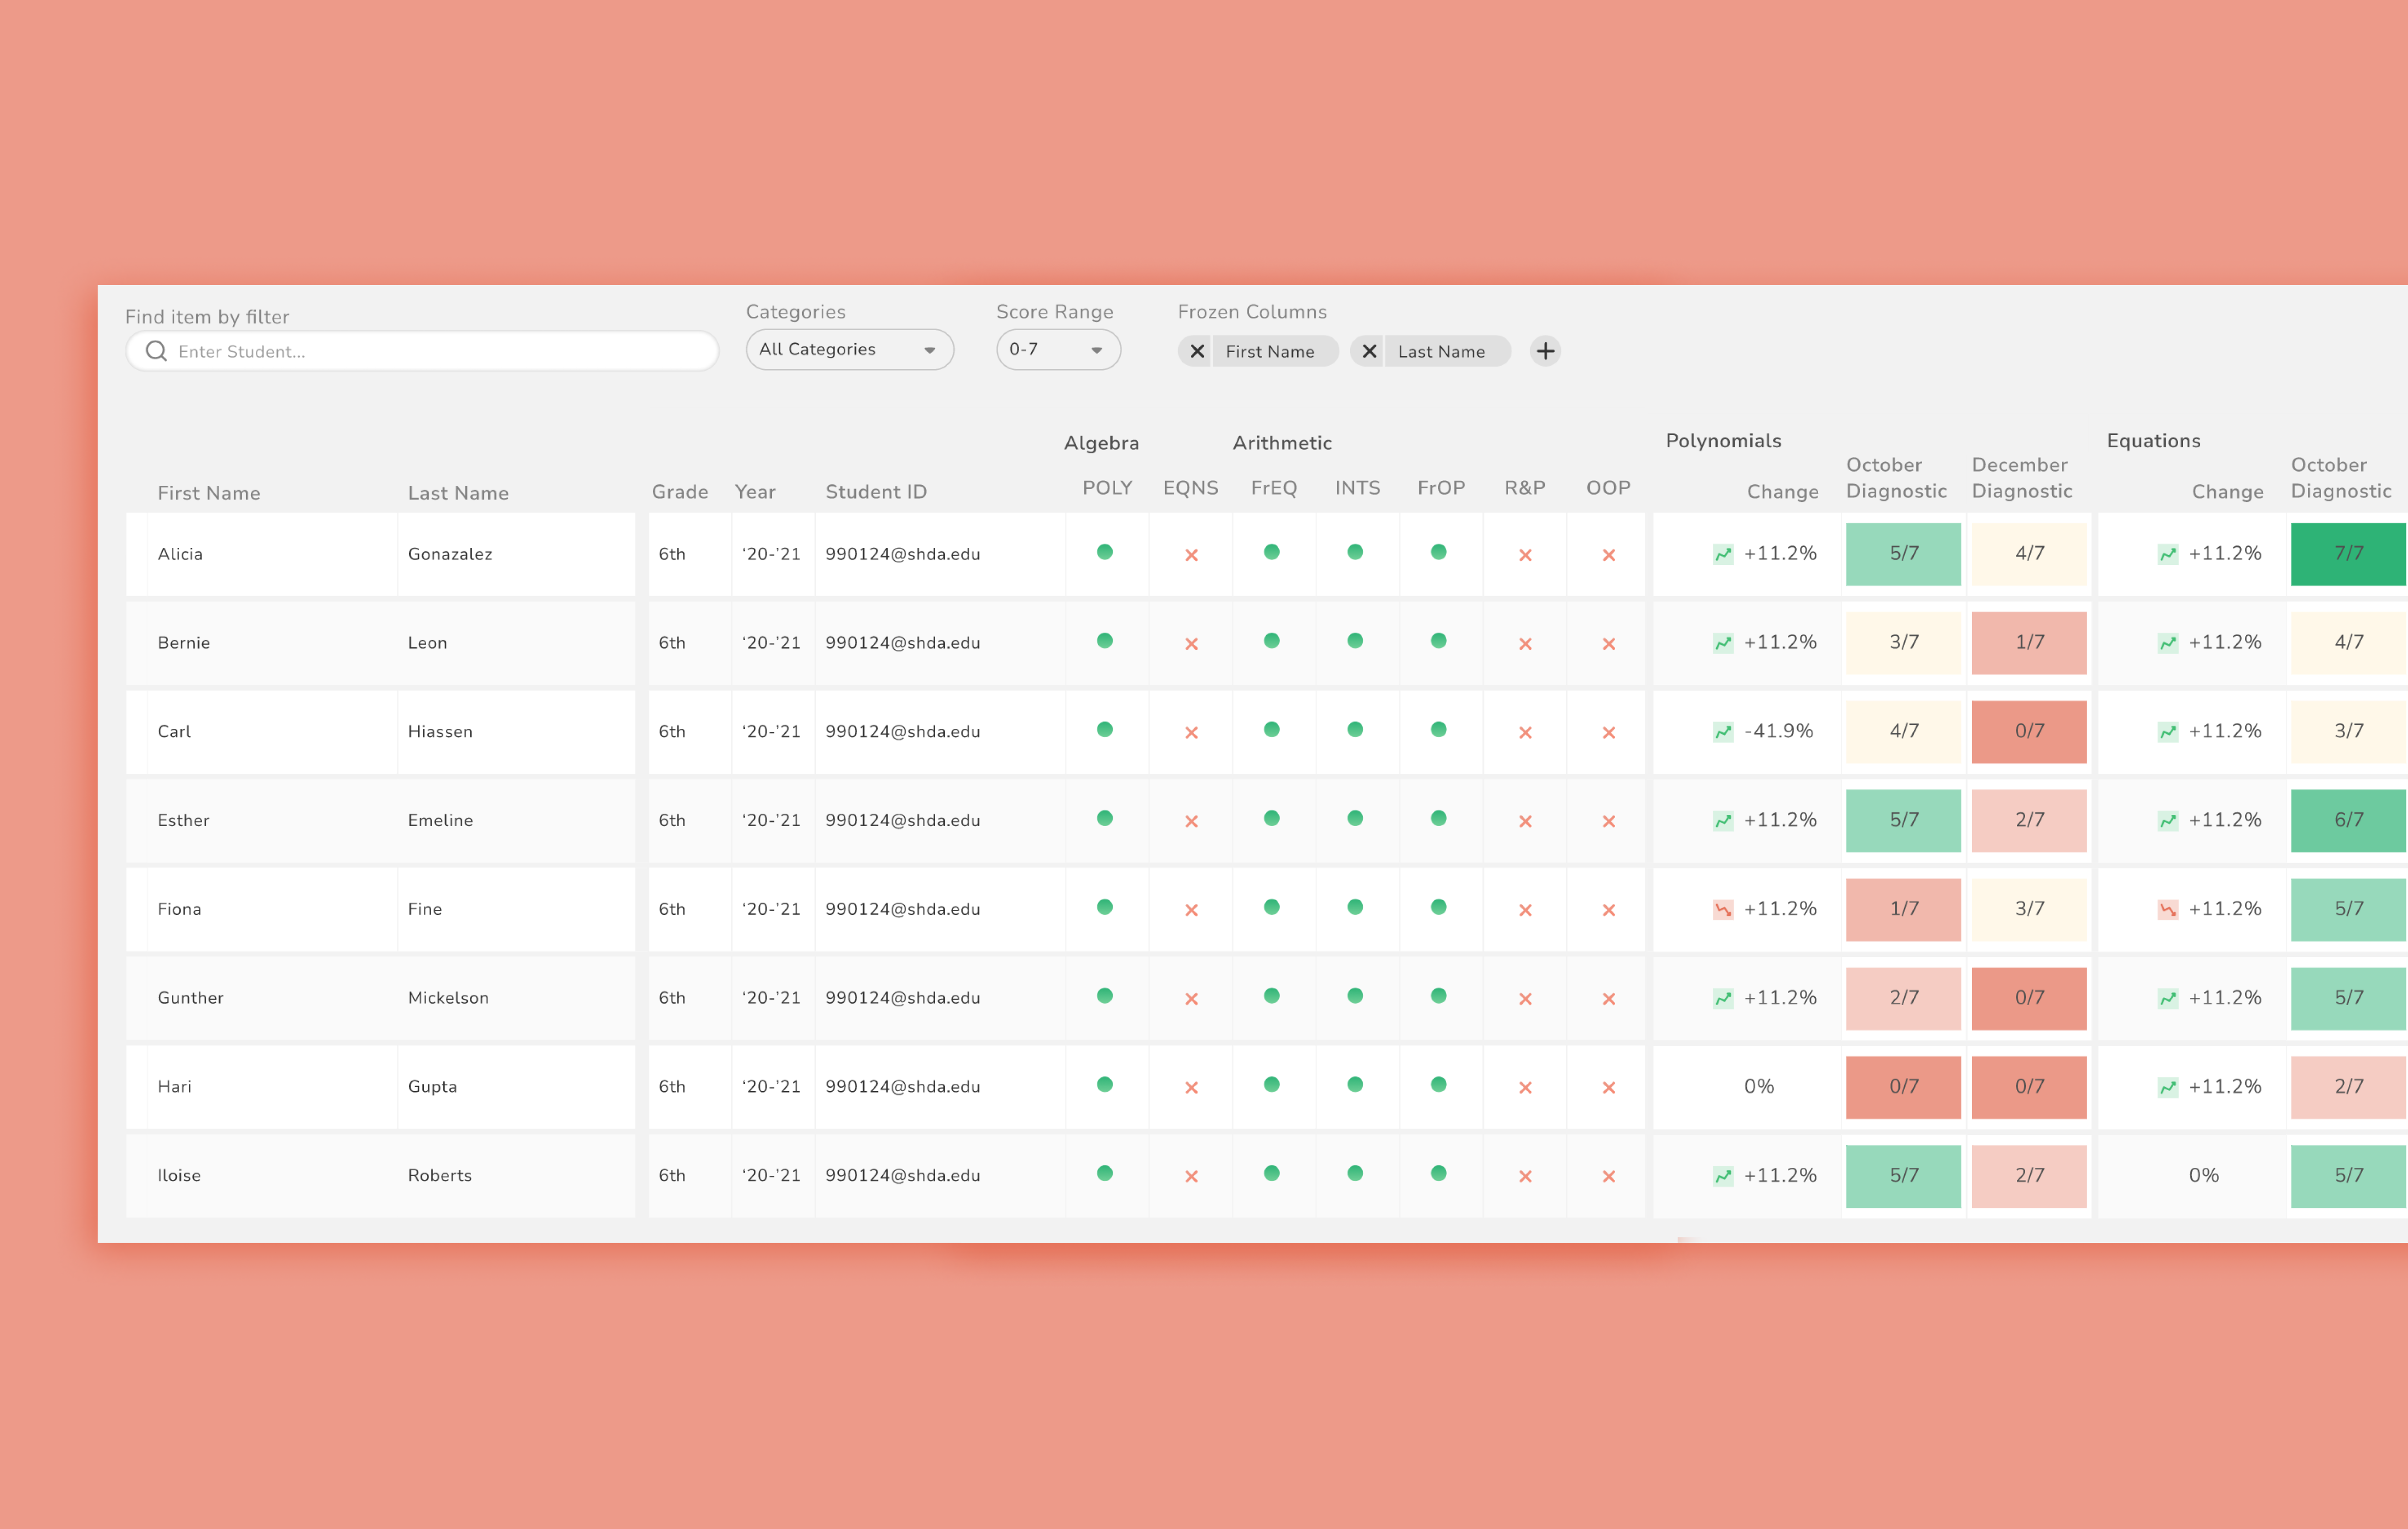 Find item by filter
Enter Student...
Categories
All Categories
Score Range
0-7
Frozen Columns
First Name
Last Name
Algebra Arithmetic Polynomials Equations
First Name Last Name Grade Year Student ID POLY EQNS FrEQ INTS FrOP R&P OOP Change October Diagnostic December Diagnostic Change October Diagnostic
Alicia Gonazalez 6th ‘20-’21 990124@shda.edu +11.2% 5/7 4/7 +11.2% 7/7
Bernie Leon 6th ‘20-’21 990124@shda.edu +11.2% 3/7 1/7 +11.2% 4/7
Carl Hiassen 6th ‘20-’21 990124@shda.edu -41.9% 4/7 0/7 +11.2% 3/7
Esther Emeline 6th ‘20-’21 990124@shda.edu +11.2% 5/7 2/7 +11.2% 6/7
Fiona Fine 6th ‘20-’21 990124@shda.edu +11.2% 1/7 3/7 +11.2% 5/7
Gunther Mickelson 6th ‘20-’21 990124@shda.edu +11.2% 2/7 0/7 +11.2% 5/7
Hari Gupta 6th ‘20-’21 990124@shda.edu 0% 0/7 0/7 +11.2% 2/7
Iloise Roberts 6th ‘20-’21 990124@shda.edu +11.2% 5/7 2/7 0% 5/7